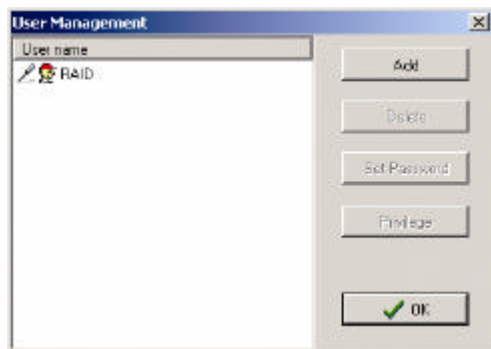 User Management
User name
RAID
Add
Delete
Set Password
Privilege
OK